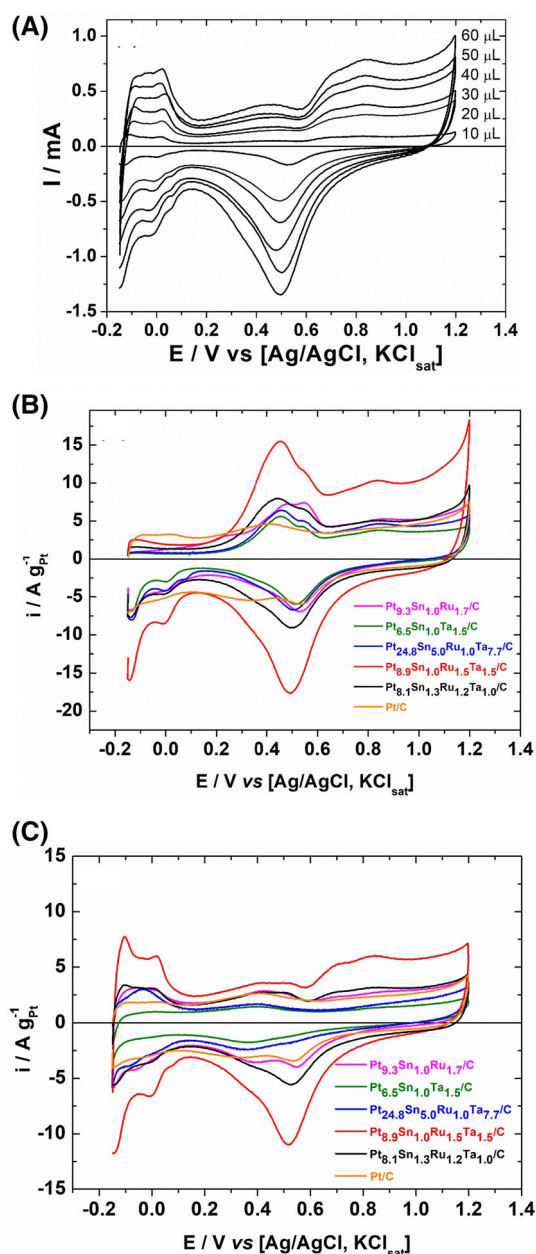 (A)
1.0
0.5
0.0
-0.5
-1.0
-1.5
I / mA
60 µL
50 µL
40 µL
30 µL
20 µL
10 µL
-0.2 0.0 0.2 0.4 0.6 0.8 1.0 1.2 1.4
E / V vs [Ag/AgCl, KCl_sat]
(B)
15
10
5
0
-5
-10
-15
-20
i / A g_Pt^-1
Pt9.3Sn1.0Ru1.7/C
Pt6.5Sn1.0Ta1.5/C
Pt24.8Sn5.0Ru1.0Ta7.7/C
Pt8.9Sn1.0Ru1.5Ta1.5/C
Pt8.1Sn1.3Ru1.2Ta1.0/C
Pt/C
-0.2 0.0 0.2 0.4 0.6 0.8 1.0 1.2 1.4
E / V vs [Ag/AgCl, KCl_sat]
(C)
15
10
5
0
-5
-10
-15
i / A g_Pt^-1
Pt9.3Sn1.0Ru1.7/C
Pt6.5Sn1.0Ta1.5/C
Pt24.8Sn5.0Ru1.0Ta7.7/C
Pt8.9Sn1.0Ru1.5Ta1.5/C
Pt8.1Sn1.3Ru1.2Ta1.0/C
Pt/C
-0.2 0.0 0.2 0.4 0.6 0.8 1.0 1.2 1.4
E / V vs [Ag/AgCl, KCl_sat]